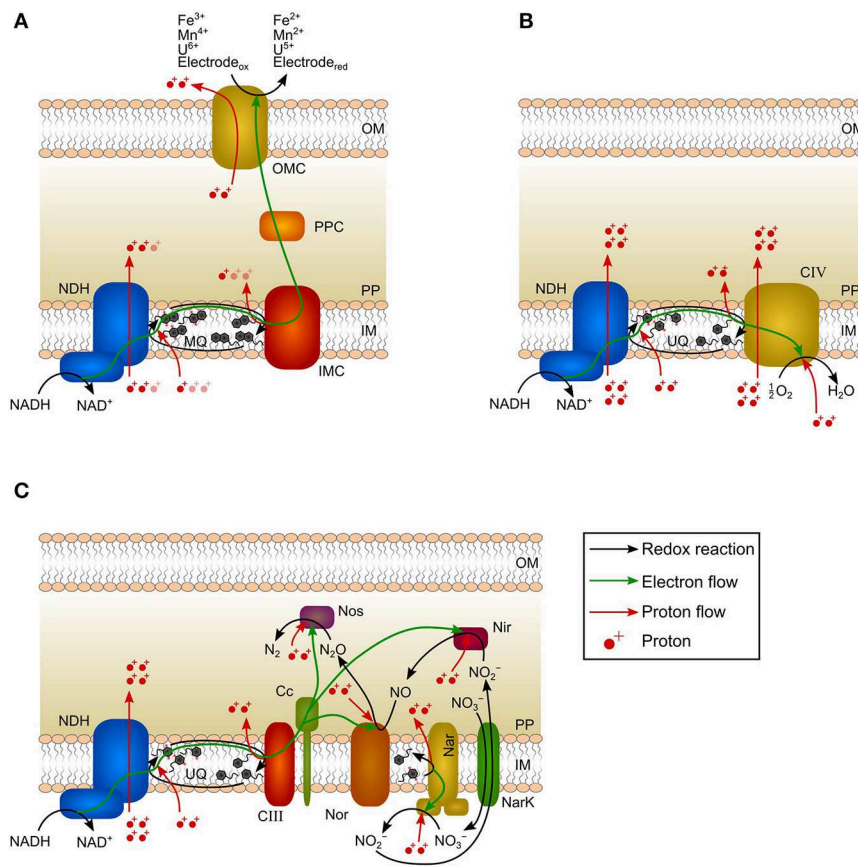 A
Fe³⁺ Fe²⁺
Mn⁴⁺ Mn²⁺
U⁶⁺ U⁵⁺
Electrodeₒₓ Electrode_red
OM
OMC
PPC
NDH
PP
MQ
IM
IMC
NADH
NAD⁺
B
OM
NDH
CIV
PP
UQ
IM
NADH
NAD⁺
½O₂
H₂O
C
OM
Nos
Nir
N₂
N₂O
NO₂⁻
Cc
NO
NO₃⁻
NDH
PP
UQ
Nar
IM
CIII
Nor
NarK
NADH
NAD⁺
NO₂⁻
NO₃⁻
Redox reaction
Electron flow
Proton flow
Proton